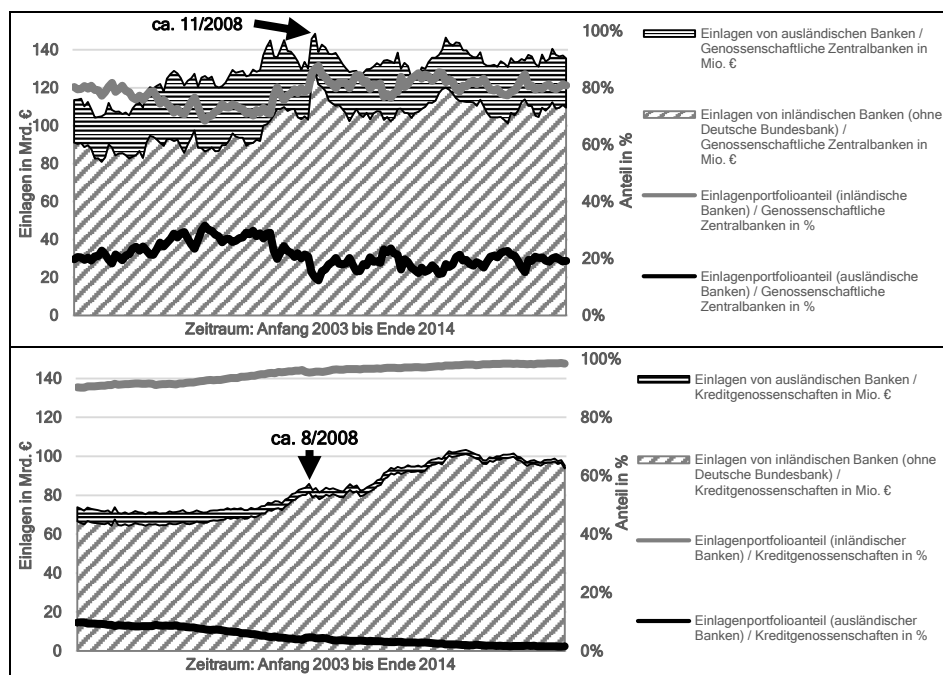 ca. 11/2008
Einlagen in Mrd. €
140
120
100
80
60
40
20
0
100%
80%
60%
40%
20%
0%
Anteil in %
Zeitraum: Anfang 2003 bis Ende 2014
Einlagen von ausländischen Banken /
Genossenschaftliche Zentralbanken in
Mio. €
Einlagen von inländischen Banken (ohne
Deutsche Bundesbank) /
Genossenschaftliche Zentralbanken in
Mio. €
Einlagenportfolioanteil (inländische
Banken) / Genossenschaftliche
Zentralbanken in %
Einlagenportfolioanteil (ausländische
Banken) / Genossenschaftliche
Zentralbanken in %
ca. 8/2008
Einlagen in Mrd. €
140
120
100
80
60
40
20
0
100%
80%
60%
40%
20%
0%
Anteil in %
Zeitraum: Anfang 2003 bis Ende 2014
Einlagen von ausländischen Banken /
Kreditgenossenschaften in Mio. €
Einlagen von inländischen Banken (ohne
Deutsche Bundesbank) /
Kreditgenossenschaften in Mio. €
Einlagenportfolioanteil (inländischer
Banken) / Kreditgenossenschaften in %
Einlagenportfolioanteil (ausländischer
Banken) / Kreditgenossenschaften in %